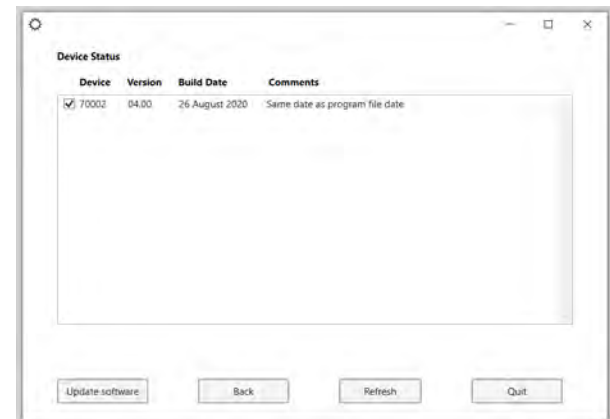 Device Status
Device Version Build Date Comments
70002 04.00 26 August 2020 Same date as program file date
Update software Back Refresh Quit